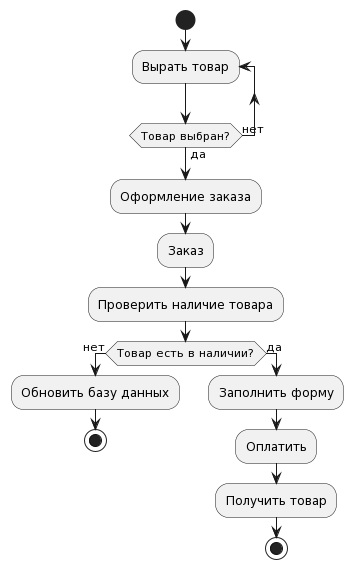 Вырать товар
Товар выбран?
нет
да
Оформление заказа
Заказ
Проверить наличие товара
нет
Товар есть в наличии?
да
Обновить базу данных
Заполнить форму
Оплатить
Получить товар